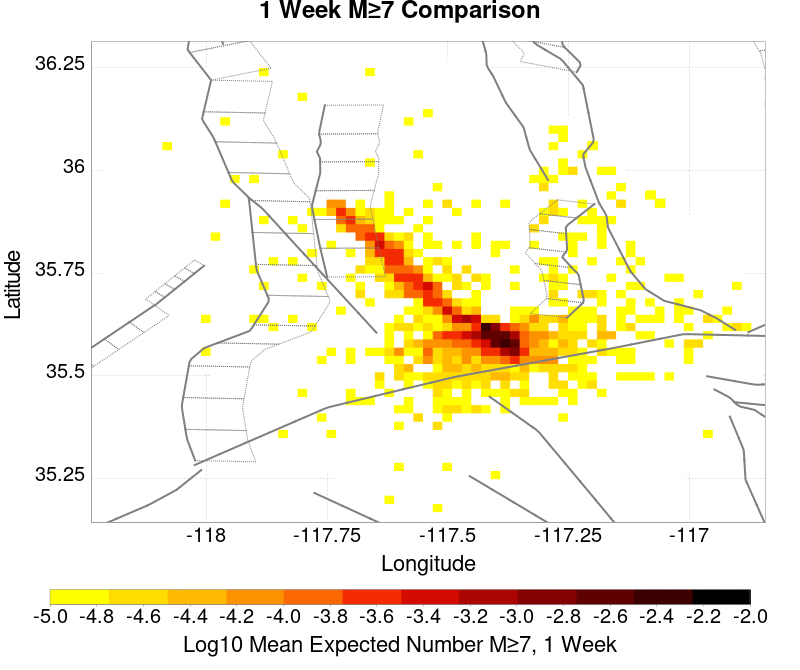 1 Week M≥7 Comparison
36.25
36
35.75
35.5
35.25
Latitude
-118
-117.75
-117.5
-117.25
-117
Longitude
-5.0 -4.8 -4.6 -4.4 -4.2 -4.0 -3.8 -3.6 -3.4 -3.2 -3.0 -2.8 -2.6 -2.4 -2.2 -2.0
Log10 Mean Expected Number M≥7, 1 Week